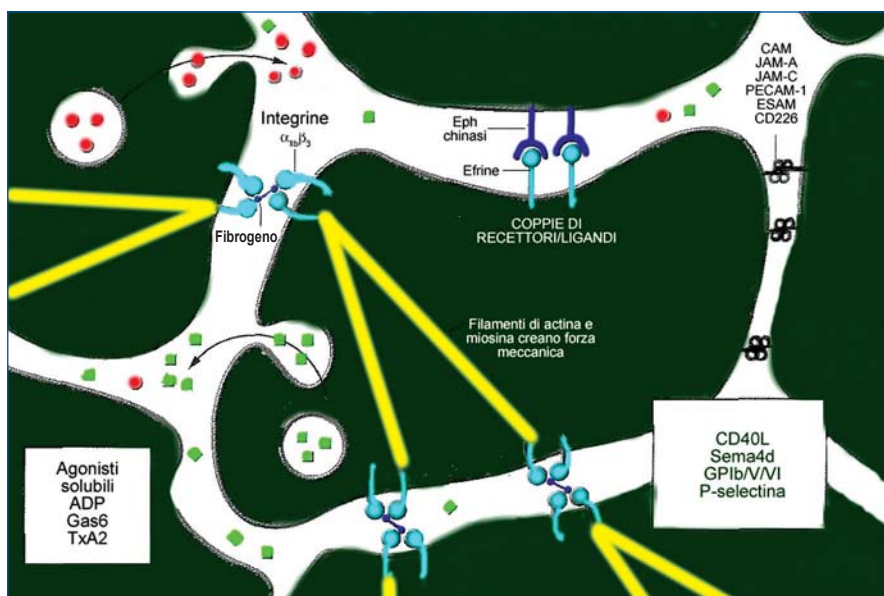 CAM
JAM-A
JAM-C
PECAM-1
ESAM
CD226
Integrine
αIIbβ3
Eph
chinasi
Efrine
Fibrogeno
COPPIE DI
RECETTORI/LIGANDI
Filamenti di actina e
miosina creano forza
meccanica
Agonisti
solubili
ADP
Gas6
TxA2
CD40L
Sema4d
GPIb/V/VI
P-selectina